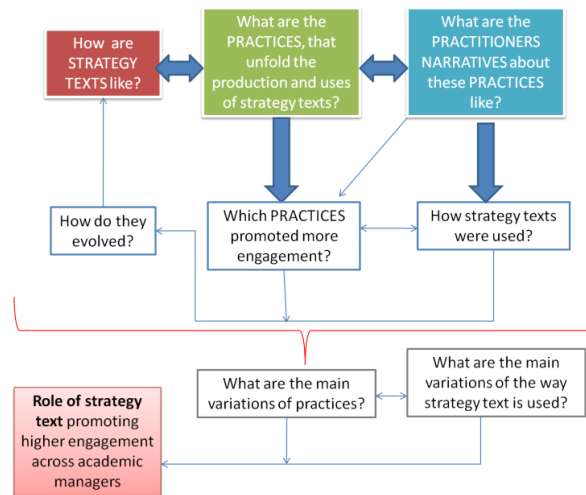 How are
STRATEGY
TEXTS like?
What are the
PRACTICES, that
unfold the
production and
uses of strategy
texts?
What are the
PRACTITIONERS
NARRATIVES about
these PRACTICES
like?
How do they
evolved?
Which PRACTICES
promoted more
engagement?
How strategy texts
were used?
What are the main
variations of practices?
What are the main
variations of the way
strategy text is used?
Role of strategy
text promoting
higher engagement
across academic
managers